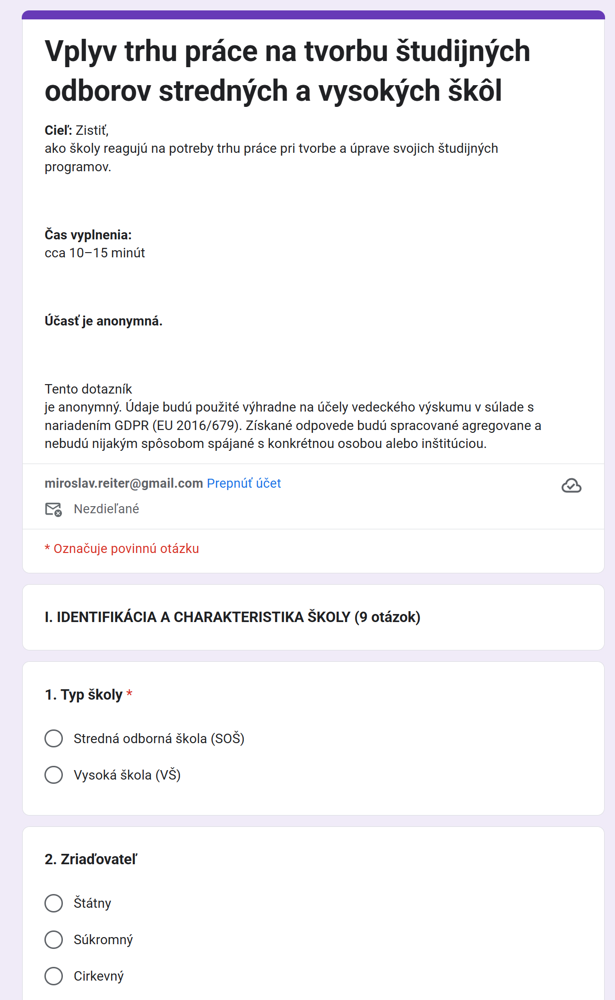 Vplyv trhu práce na tvorbu študijných
odborov stredných a vysokých škôl
Cieľ: Zistiť,
ako školy reagujú na potreby trhu práce pri tvorbe a úprave svojich študijných
programov.
Čas vyplnenia:
cca 10–15 minút
Účasť je anonymná.
Tento dotazník
je anonymný. Údaje budú použité výhradne na účely vedeckého výskumu v súlade s
nariadením GDPR (EU 2016/679). Získané odpovede budú spracované agregovane a
nebudú nijakým spôsobom spájané s konkrétnou osobou alebo inštitúciou.
miroslav.reiter@gmail.com Prepnúť účet
Nezdieľané
* Označuje povinnú otázku
I. IDENTIFIKÁCIA A CHARAKTERISTIKA ŠKOLY (9 otázok)
1. Typ školy *
Stredná odborná škola (SOŠ)
Vysoká škola (VŠ)
2. Zriaďovateľ
Štátny
Súkromný
Cirkevný